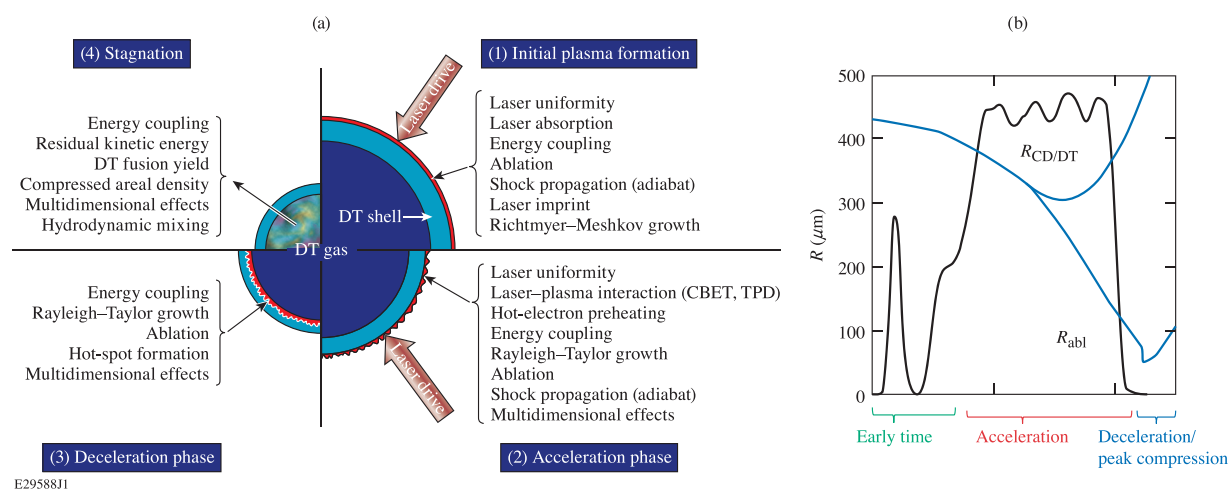 (a)
(4) Stagnation
(1) Initial plasma formation
Laser drive
Energy coupling
Residual kinetic energy
DT fusion yield
Compressed areal density
Multidimensional effects
Hydrodynamic mixing
Laser uniformity
Laser absorption
Energy coupling
Ablation
Shock propagation (adiabat)
Laser imprint
Richtmyer–Meshkov growth
DT shell
DT gas
Energy coupling
Rayleigh–Taylor growth
Ablation
Hot-spot formation
Multidimensional effects
Laser uniformity
Laser–plasma interaction (CBET, TPD)
Hot-electron preheating
Energy coupling
Rayleigh–Taylor growth
Ablation
Shock propagation (adiabat)
Multidimensional effects
Laser drive
(3) Deceleration phase
(2) Acceleration phase
E29588J1
(b)
500
400
300
200
100
0
R (μm)
RCD/DT
Rabl
Early time
Acceleration
Deceleration/
peak compression